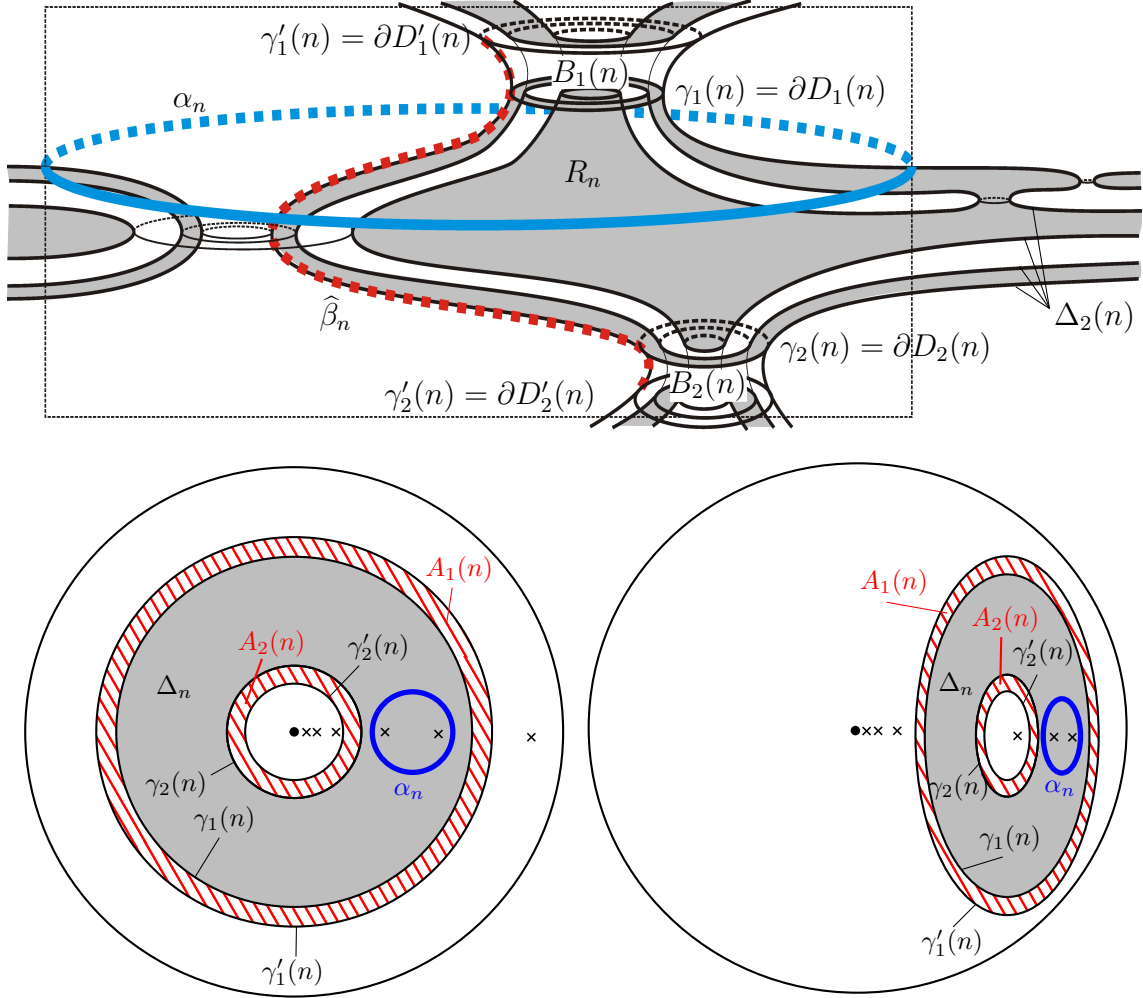 γ′₁(n) = ∂D′₁(n)
B₁(n)
αₙ
γ₁(n) = ∂D₁(n)
Rₙ
β̂ₙ
Δ₂(n)
γ₂(n) = ∂D₂(n)
γ′₂(n) = ∂D′₂(n)
B₂(n)
A₁(n)
A₂(n)
γ′₂(n)
Δₙ
γ₂(n)
αₙ
γ₁(n)
γ′₁(n)
A₁(n)
A₂(n)
γ′₂(n)
Δₙ
γ₂(n)
αₙ
γ₁(n)
γ′₁(n)